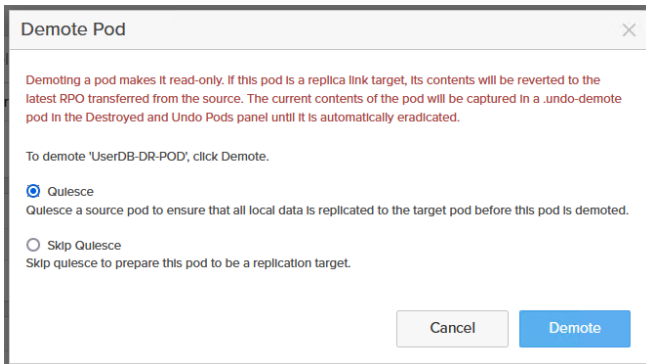 Demote Pod
Demoting a pod makes it read-only. If this pod is a replica link target, its contents will be reverted to the
latest RPO transferred from the source. The current contents of the pod will be captured in a .undo-demote
pod in the Destroyed and Undo Pods panel until it is automatically eradicated.
To demote 'UserDB-DR-POD', click Demote.
Quiesce
Quiesce a source pod to ensure that all local data is replicated to the target pod before this pod is demoted.
Skip Quiesce
Skip quiesce to prepare this pod to be a replication target.
Cancel
Demote